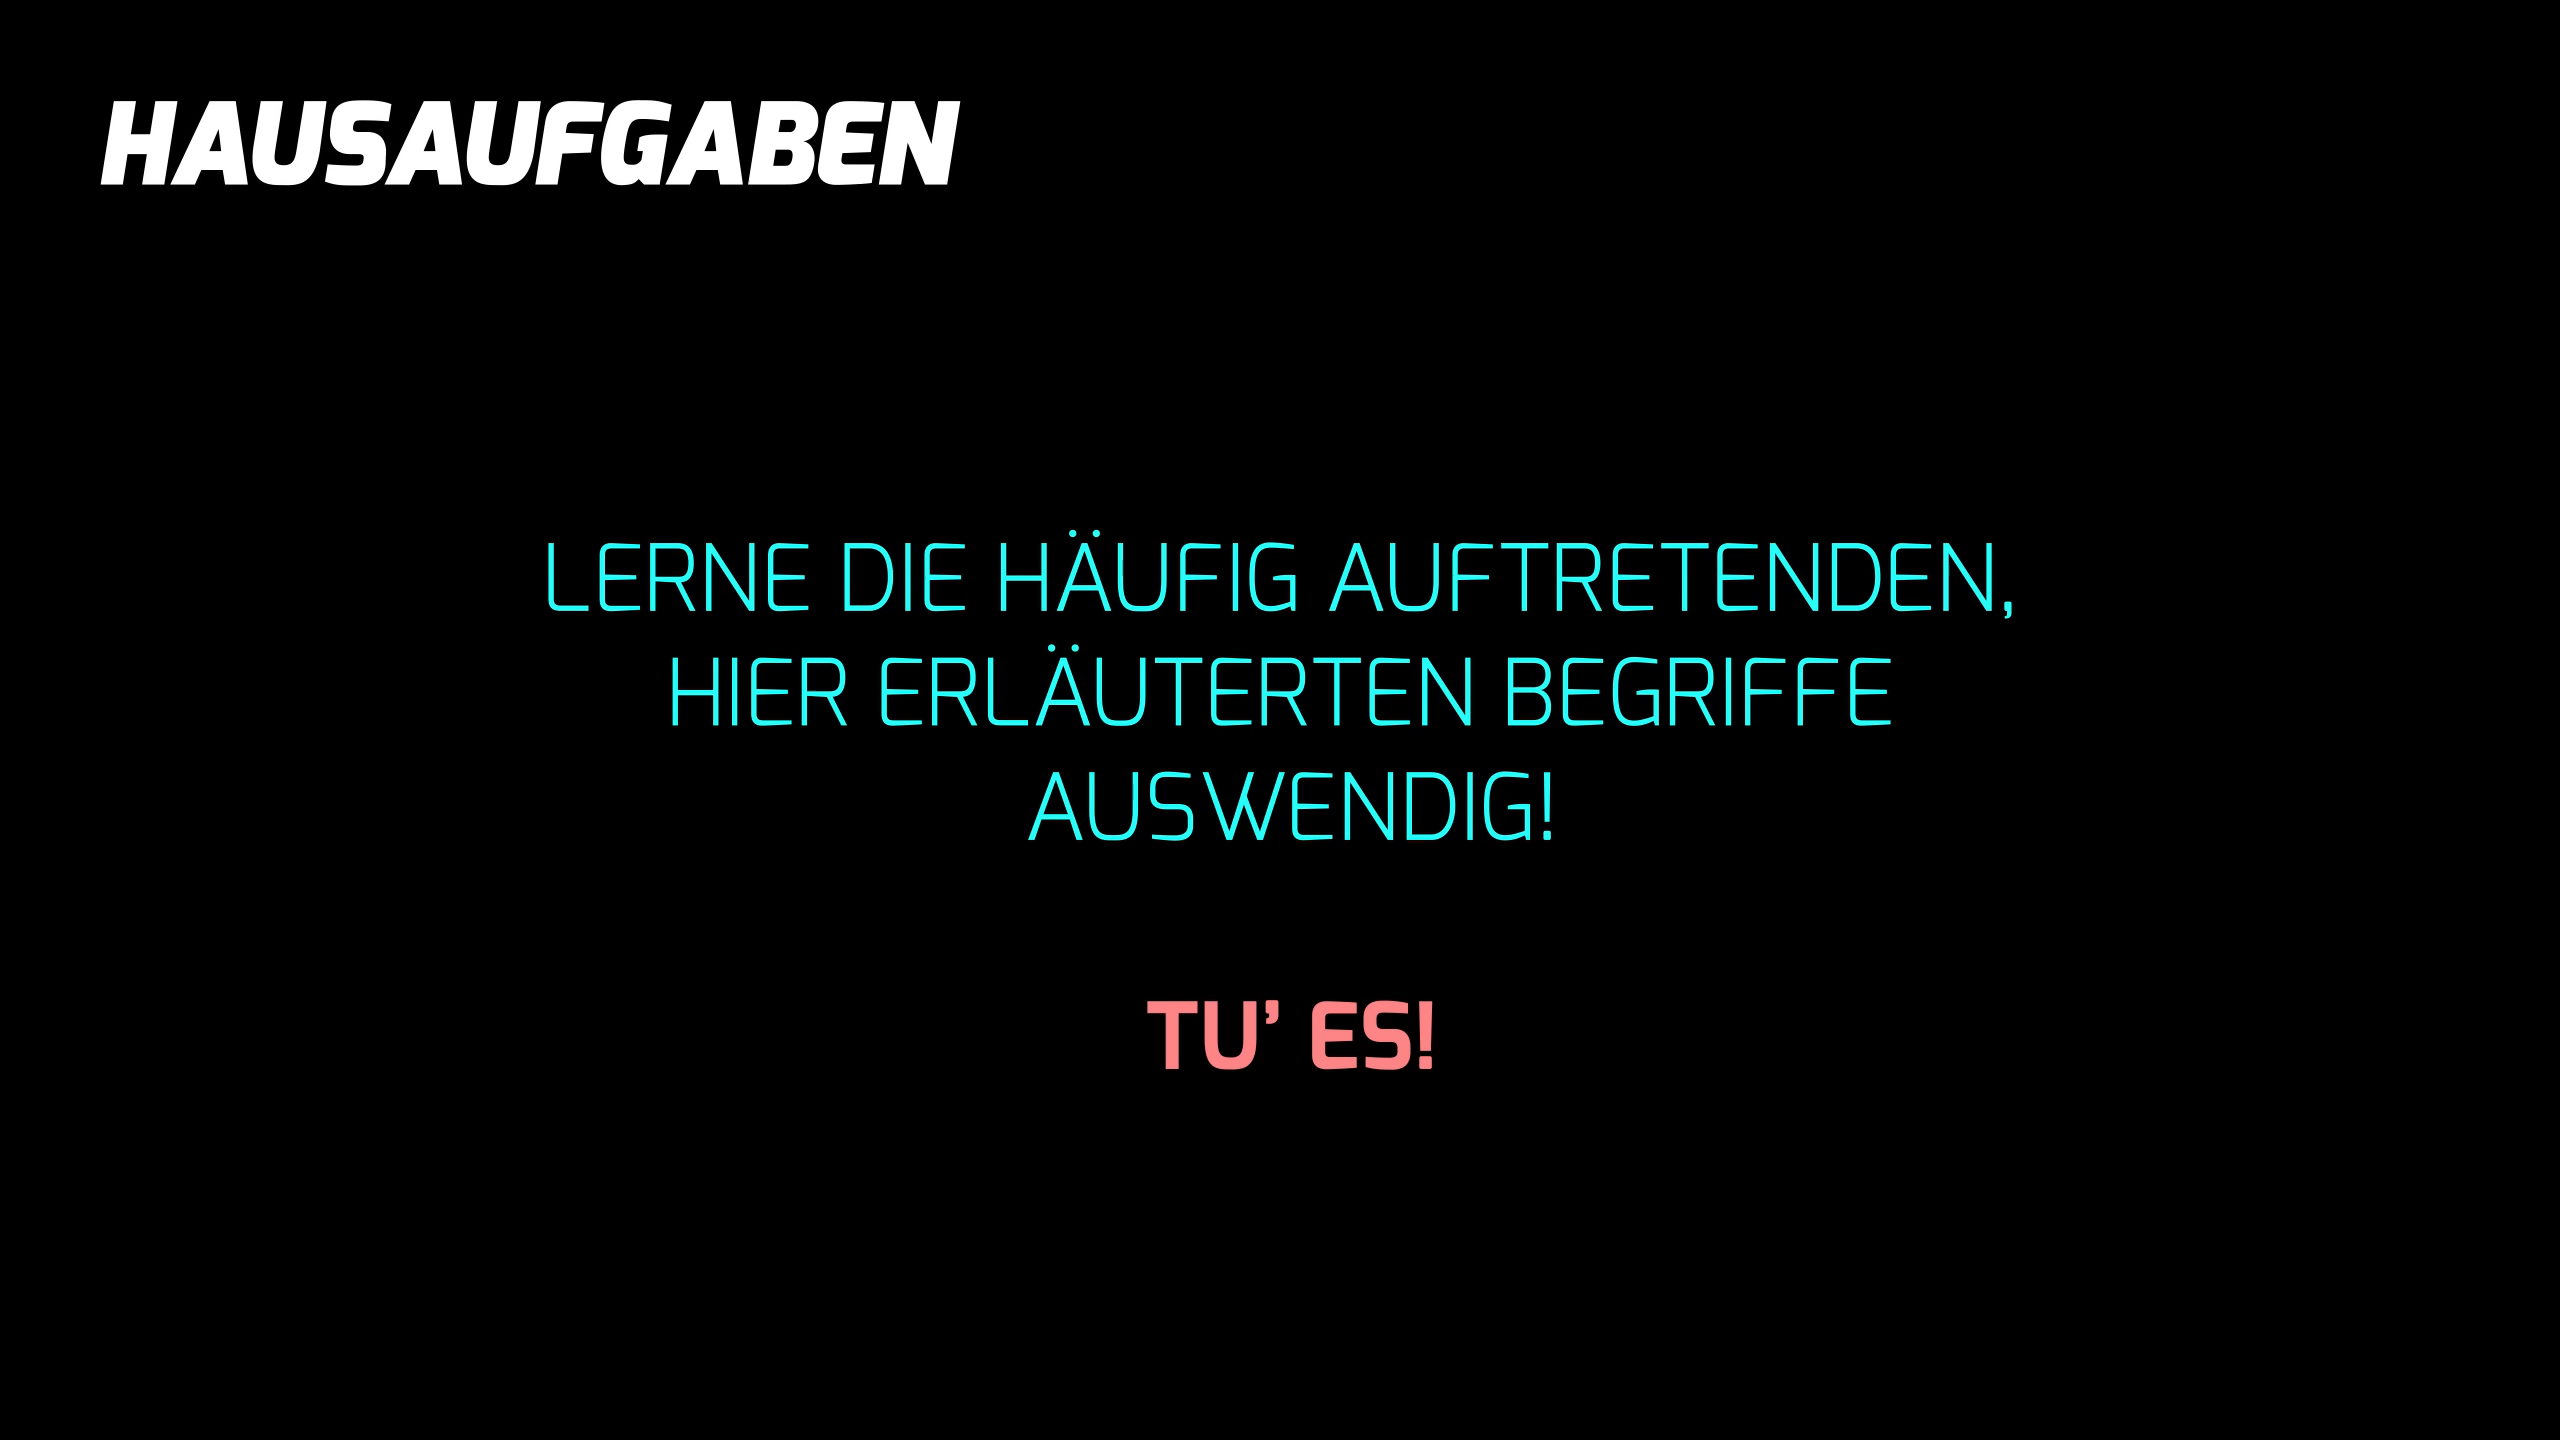 HAUSAUFGABEN
LERNE DIE HÄUFIG AUFTRETENDEN,
HIER ERLÄUTERTEN BEGRIFFE
AUSWENDIG!
TU’ ES!